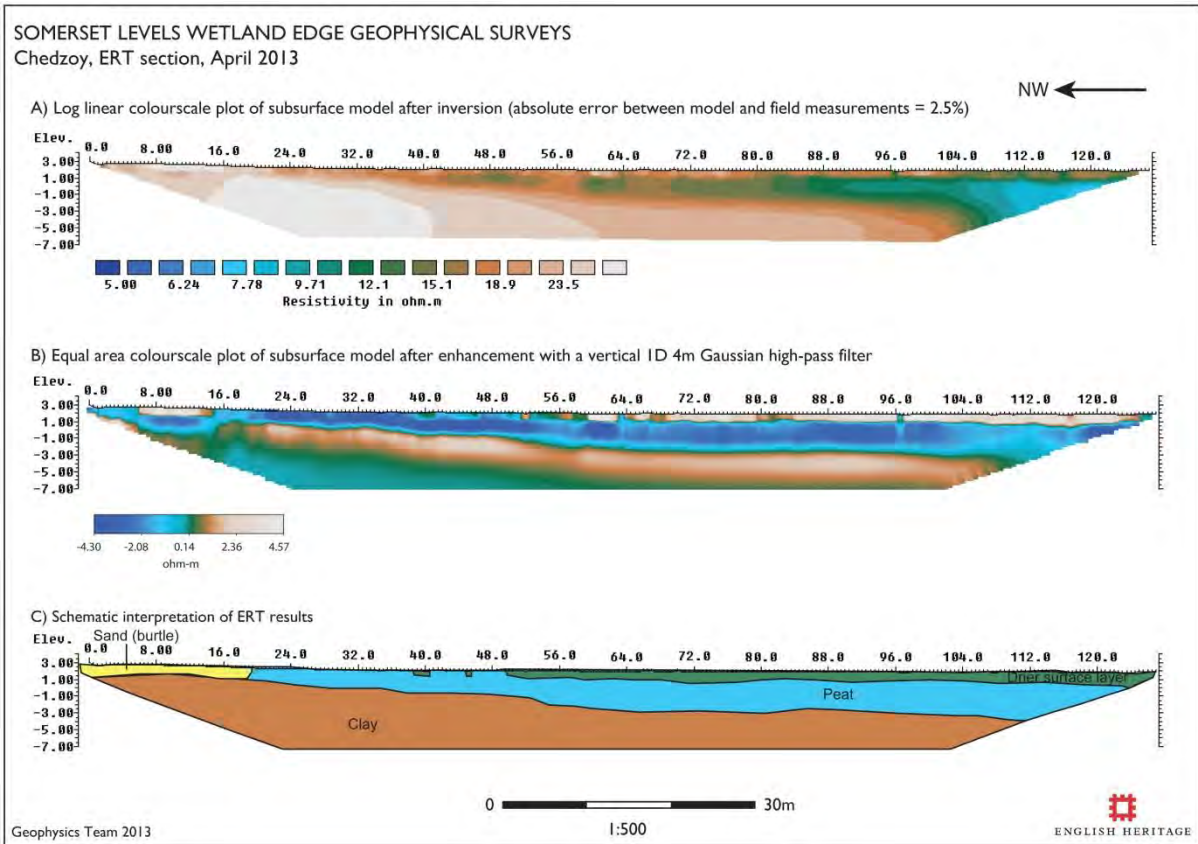 SOMERSET LEVELS WETLAND EDGE GEOPHYSICAL SURVEYS
Chedzoy, ERT section, April 2013
NW
A) Log linear colourscale plot of subsurface model after inversion (absolute error between model and field measurements = 2.5%)
Elev.
0.0 8.00 16.0 24.0 32.0 40.0 48.0 56.0 64.0 72.0 80.0 88.0 96.0 104.0 112.0 120.0
3.00
1.00
-1.00
-3.00
-5.00
-7.00
5.00 6.24 7.78 9.71 12.1 15.1 18.9 23.5
Resistivity in ohm.m
B) Equal area colourscale plot of subsurface model after enhancement with a vertical 1D 4m Gaussian high-pass filter
Elev.
0.0 8.00 16.0 24.0 32.0 40.0 48.0 56.0 64.0 72.0 80.0 88.0 96.0 104.0 112.0 120.0
3.00
1.00
-1.00
-3.00
-5.00
-7.00
-4.30 -2.08 0.14 2.36 4.57
ohm-m
C) Schematic interpretation of ERT results
Sand (burtle)
Elev.
0.0 8.00 16.0 24.0 32.0 40.0 48.0 56.0 64.0 72.0 80.0 88.0 96.0 104.0 112.0 120.0
3.00
1.00
-1.00
-3.00
-5.00
-7.00
Drier surface layer
Peat
Clay
0 30m
1:500
Geophysics Team 2013
ENGLISH HERITAGE